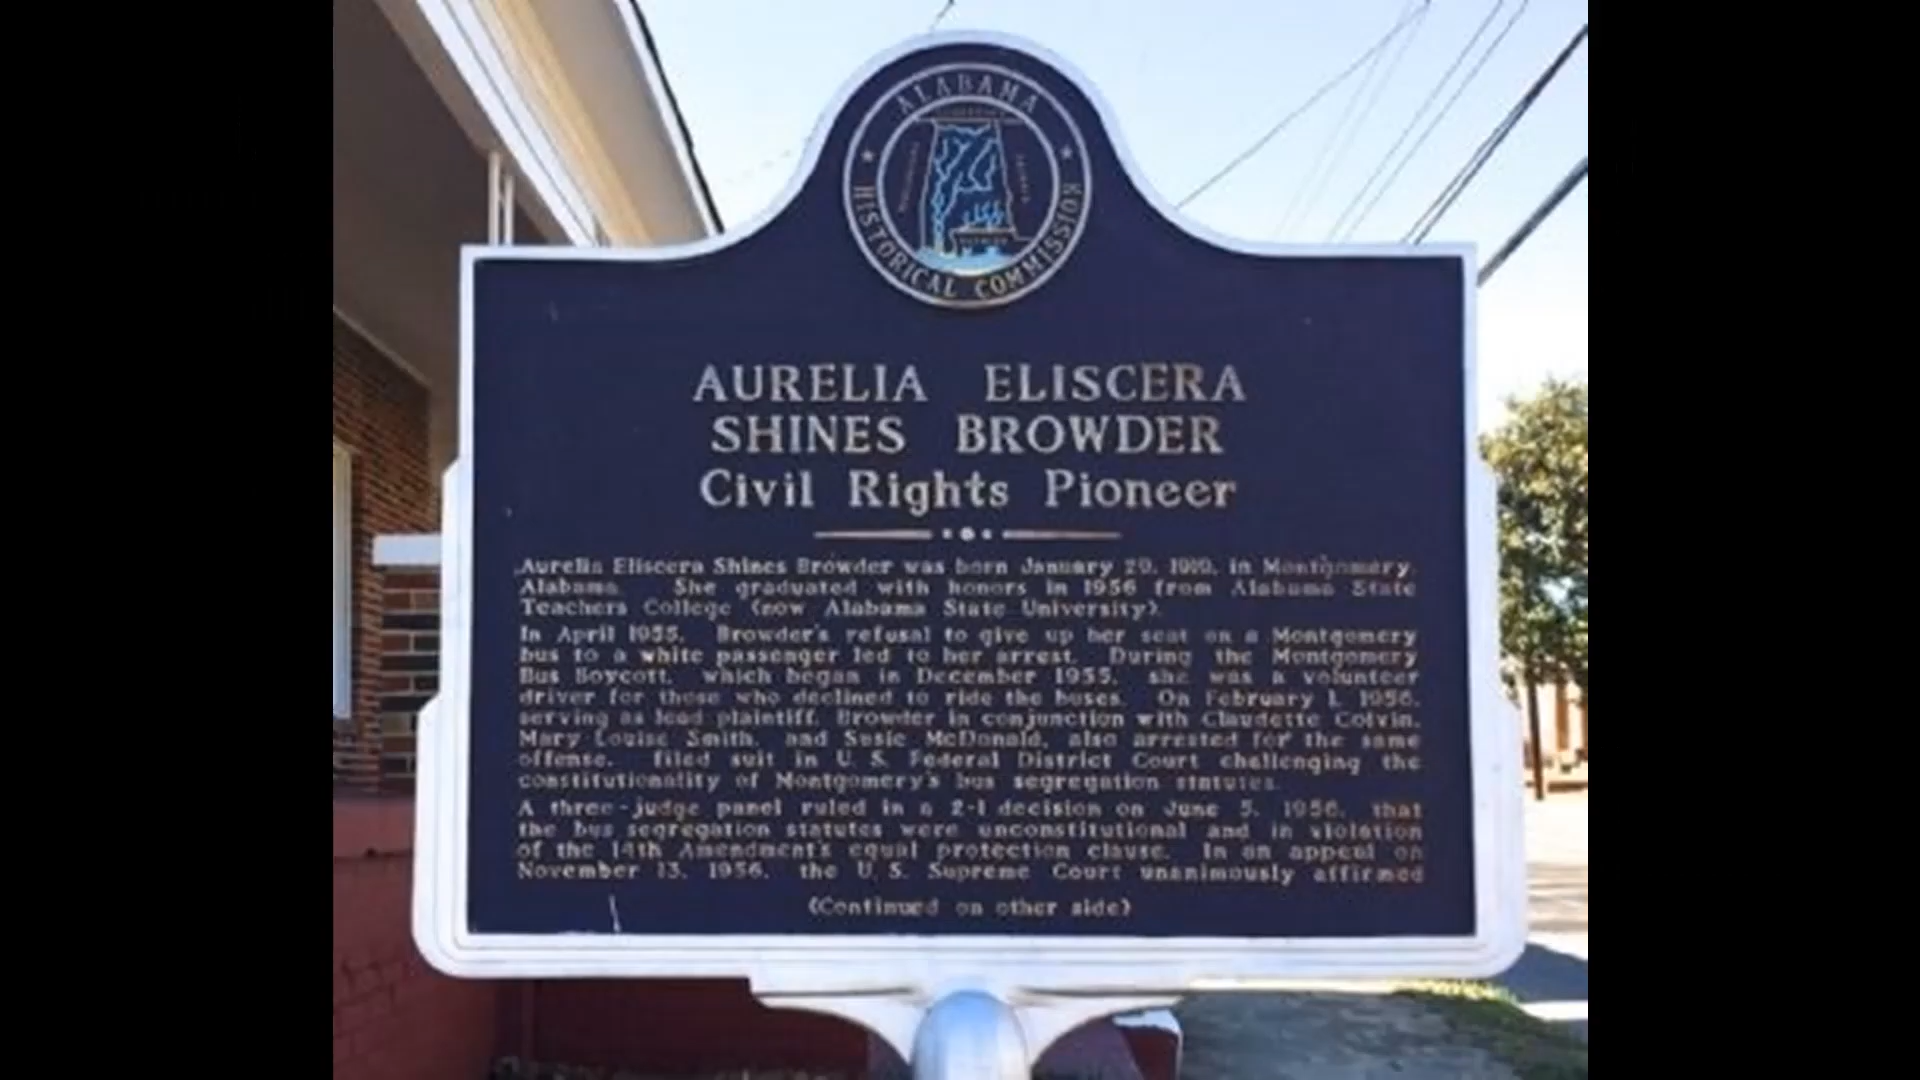 ALABAMA
HISTORICAL COMMISSION
AURELIA ELISCERA
SHINES BROWDER
Civil Rights Pioneer
Aurelia Eliscera Shines Browder was born January 29, 1919, in Montgomery,
Alabama. She graduated with honors in 1956 from Alabama State
Teachers College (now Alabama State University).
In April 1955, Browder's refusal to give up her seat on a Montgomery
bus to a white passenger led to her arrest. During the Montgomery
Bus Boycott, which began in December 1955, she was a volunteer
driver for those who declined to ride the buses. On February 1, 1956,
serving as lead plaintiff, Browder in conjunction with Claudette Colvin,
Mary Louise Smith, and Susie McDonald, also arrested for the same
offense, filed suit in U.S. Federal District Court challenging the
constitutionality of Montgomery's bus segregation statutes.
A three-judge panel ruled in a 2-1 decision on June 5, 1956, that
the bus segregation statutes were unconstitutional and in violation
of the 14th Amendment's equal protection clause. In an appeal on
November 13, 1956, the U.S. Supreme Court unanimously affirmed
(Continued on other side)